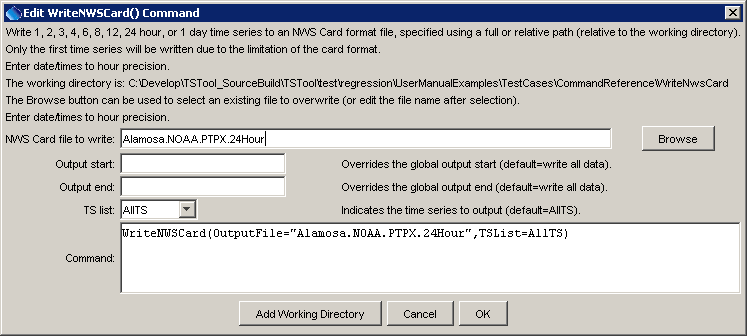 Edit WriteNWSCard() Command
Write 1, 2, 3, 4, 6, 8, 12, 24 hour, or 1 day time series to an NWS Card format file, specified using a full or relative path (relative to the working directory).
Only the first time series will be written due to the limitation of the card format.
Enter date/times to hour precision.
The working directory is: C:\Develop\TSTool_SourceBuild\TSTool\test\regression\UserManualExamples\TestCases\CommandReference\WriteNwsCard
The Browse button can be used to select an existing file to overwrite (or edit the file name after selection).
Enter date/times to hour precision.
NWS Card file to write: Alamosa.NOAA.PTPX.24Hour Browse
Output start: Overrides the global output start (default=write all data).
Output end: Overrides the global output end (default=write all data).
TS list: AllTS Indicates the time series to output (default=AllTS).
Command: WriteNWSCard(OutputFile="Alamosa.NOAA.PTPX.24Hour",TSList=AllTS)
Add Working Directory Cancel OK